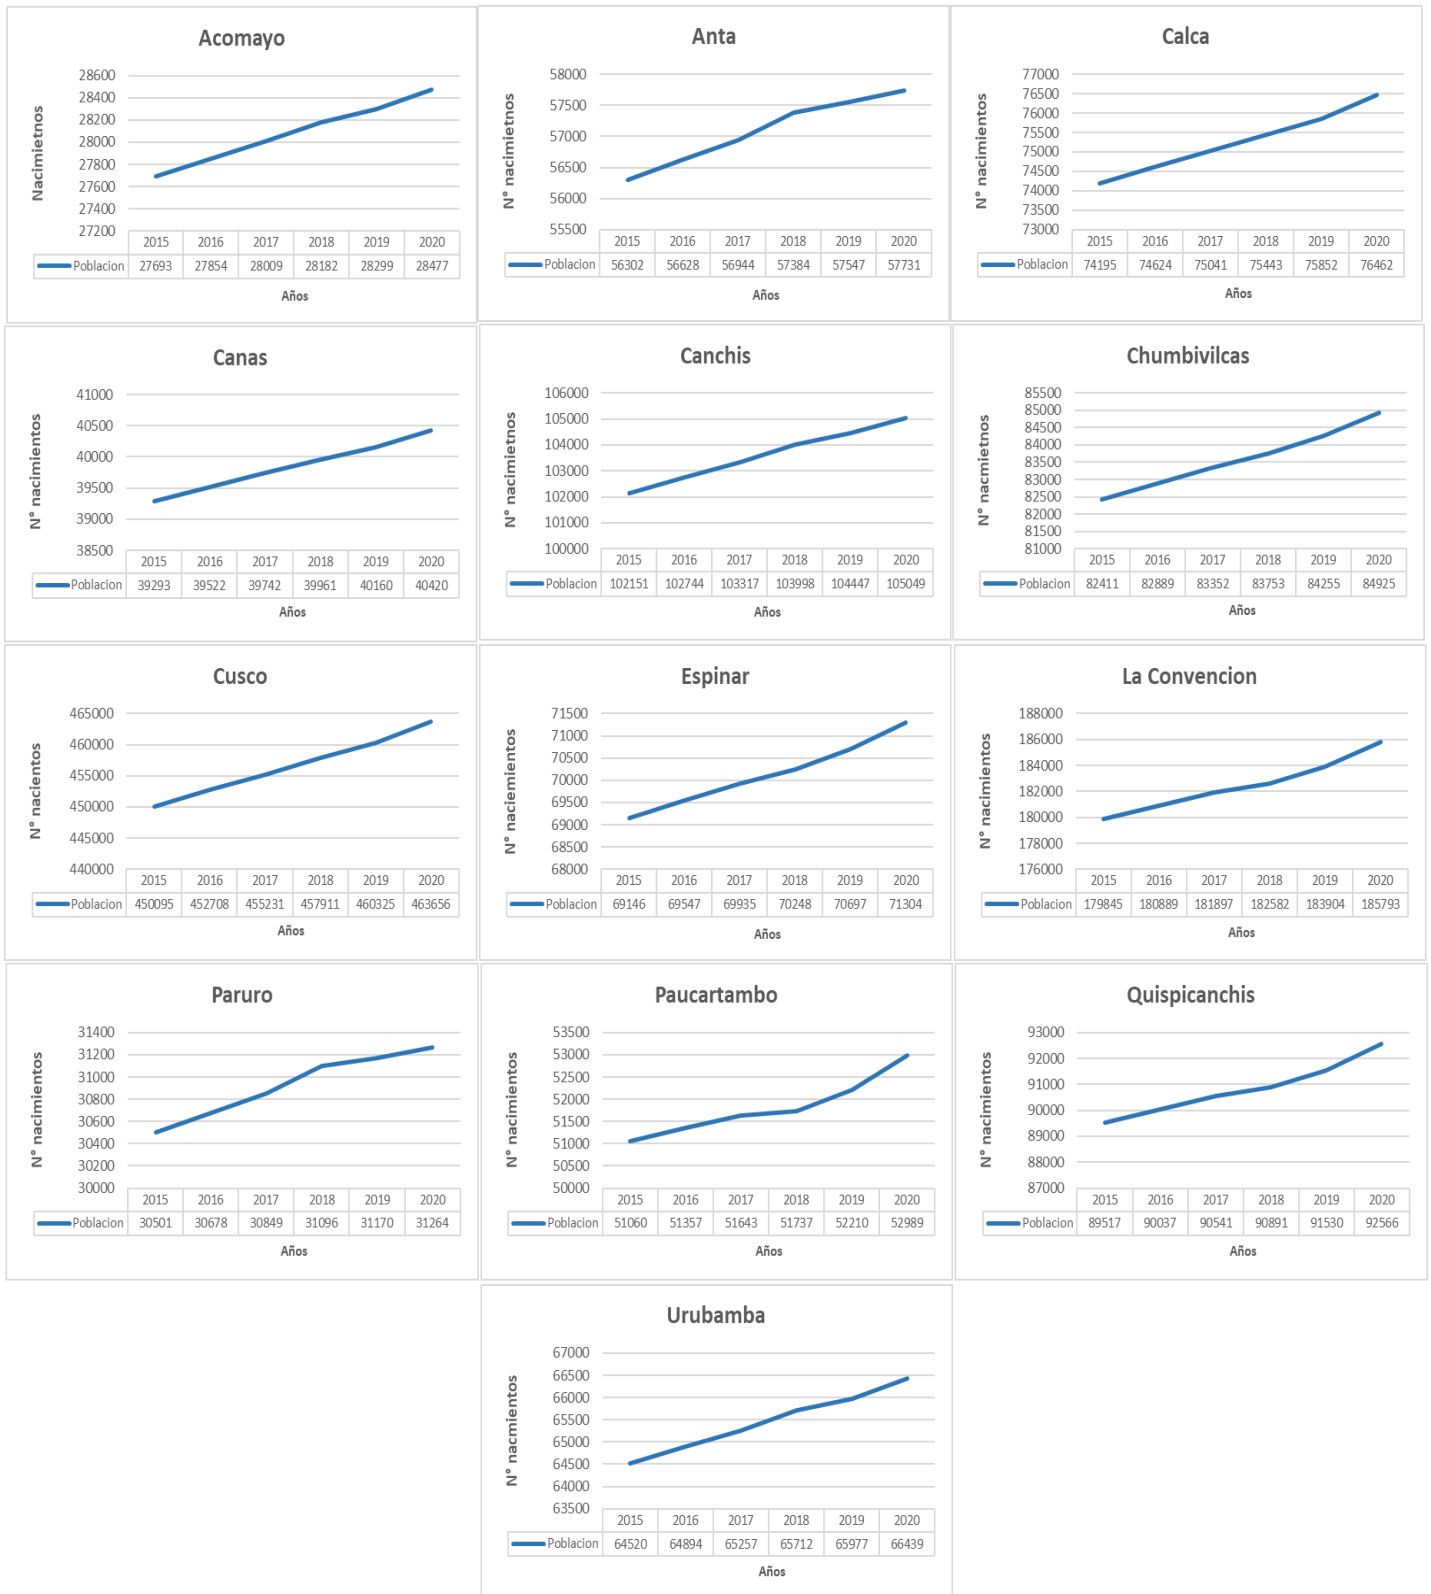 Acomayo
Nacimietnos
28600
28400
28200
28000
27800
27600
27400
27200
2015 2016 2017 2018 2019 2020
Poblacion 27693 27854 28009 28182 28299 28477
Años
Anta
N° nacimietnos
58000
57500
57000
56500
56000
55500
2015 2016 2017 2018 2019 2020
Poblacion 56302 56628 56944 57384 57547 57731
Años
Calca
N° nacimientos
77000
76500
76000
75500
75000
74500
74000
73500
73000
2015 2016 2017 2018 2019 2020
Poblacion 74195 74624 75041 75443 75852 76462
Años
Canas
N° nacimientos
41000
40500
40000
39500
39000
38500
2015 2016 2017 2018 2019 2020
Poblacion 39293 39522 39742 39961 40160 40420
Años
Canchis
N° nacimietnos
106000
105000
104000
103000
102000
101000
100000
2015 2016 2017 2018 2019 2020
Poblacion 102151 102744 103317 103998 104447 105049
Años
Chumbivilcas
N° nacmietnos
85500
85000
84500
84000
83500
83000
82500
82000
81500
81000
2015 2016 2017 2018 2019 2020
Poblacion 82411 82889 83352 83753 84255 84925
Años
Cusco
N° nacientos
465000
460000
455000
450000
445000
440000
2015 2016 2017 2018 2019 2020
Poblacion 450095 452708 455231 457911 460325 463656
Años
Espinar
N° naciemientos
71500
71000
70500
70000
69500
69000
68500
68000
2015 2016 2017 2018 2019 2020
Poblacion 69146 69547 69935 70248 70697 71304
Años
La Convencion
N° nacimientos
188000
186000
184000
182000
180000
178000
176000
2015 2016 2017 2018 2019 2020
Poblacion 179845 180889 181897 182582 183904 185793
Años
Paruro
N° nacimientos
31400
31200
31000
30800
30600
30400
30200
30000
2015 2016 2017 2018 2019 2020
Poblacion 30501 30678 30849 31096 31170 31264
Años
Paucartambo
N° nacimientos
53500
53000
52500
52000
51500
51000
50500
50000
2015 2016 2017 2018 2019 2020
Poblacion 51060 51357 51643 51737 52210 52989
Años
Quispicanchis
N° nacimientos
93000
92000
91000
90000
89000
88000
87000
2015 2016 2017 2018 2019 2020
Poblacion 89517 90037 90541 90891 91530 92566
Años
Urubamba
N° nacmientos
67000
66500
66000
65500
65000
64500
64000
63500
2015 2016 2017 2018 2019 2020
Poblacion 64520 64894 65257 65712 65977 66439
Años